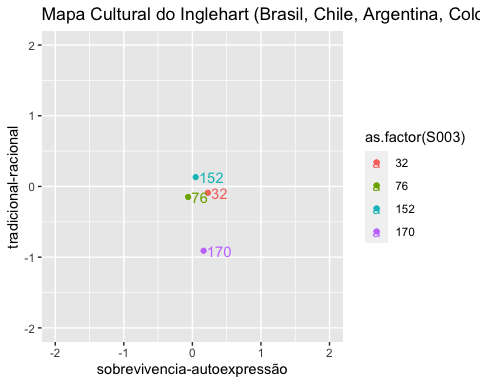 Mapa Cultural do Inglehart (Brasil, Chile, Argentina, Colo
tradicional-racional
2
1
0
-1
-2
152
76
32
170
-2
-1
0
1
2
sobrevivencia-autoexpressão
as.factor(S003)
a 32
a 76
a 152
a 170